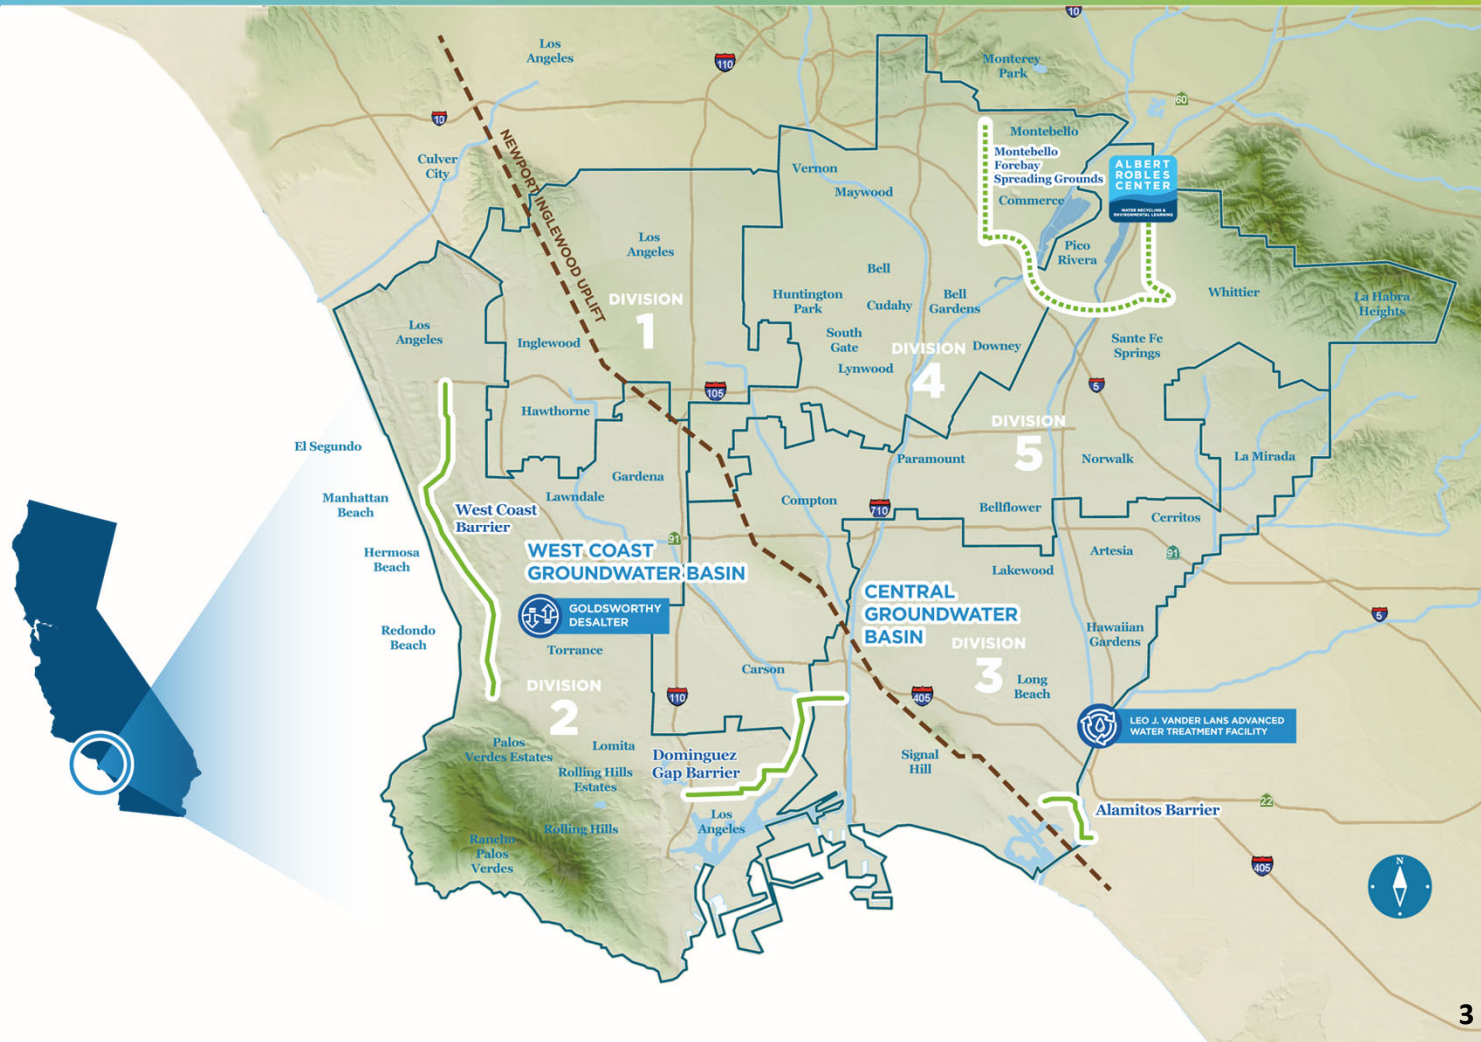 10
Los
Angeles
110
Monterey
Park
60
10
Montebello
Culver
City
NEWPORT INGLEWOOD UPLIFT
Vernon
Maywood
Montebello
Forebay
Spreading Grounds
Commerce
ALBERT
ROBLES
CENTER
WATER RECYCLING &
ENVIRONMENTAL LEARNING
Los
Angeles
Pico
Rivera
Bell
Huntington
Park
Cudahy
Bell
Gardens
Whittier
La Habra
Heights
DIVISION
1
Los
Angeles
Inglewood
South
Gate
Lynwood
DIVISION
4
Downey
Sante Fe
Springs
105
5
Hawthorne
DIVISION
5
El Segundo
Gardena
Paramount
Norwalk
La Mirada
Manhattan
Beach
Lawndale
West Coast
Barrier
Compton
710
Bellflower
Cerritos
91
Hermosa
Beach
WEST COAST
GROUNDWATER BASIN
Artesia
91
Lakewood
GOLDSWORTHY
DESALTER
CENTRAL
GROUNDWATER
BASIN
5
Redondo
Beach
Torrance
Hawaiian
Gardens
DIVISION
3
Carson
Long
Beach
DIVISION
2
110
405
LEO J. VANDER LANS ADVANCED
WATER TREATMENT FACILITY
Palos
Verdes Estates
Lomita
Dominguez
Gap Barrier
Signal
Hill
Rolling Hills
Estates
Alamitos Barrier
22
Los
Angeles
Rolling Hills
Rancho
Palos
Verdes
405
N
3